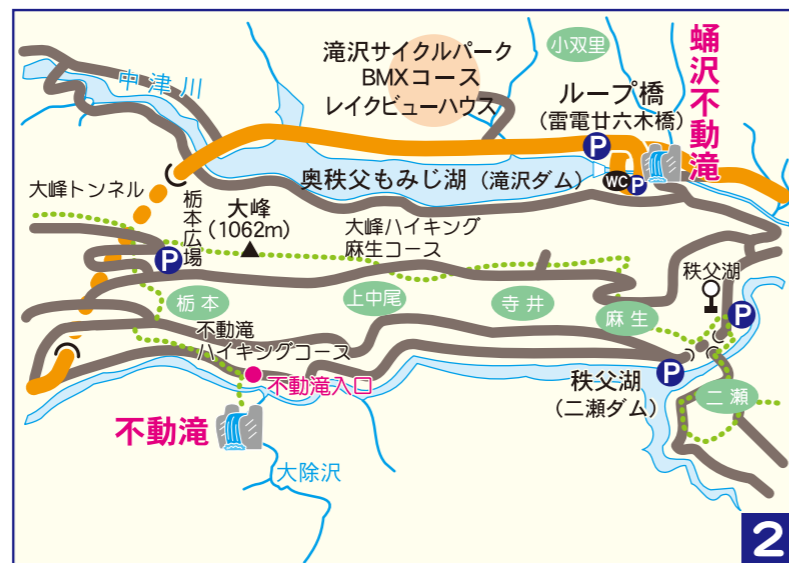 滝沢サイクルパーク
BMXコース
レイクビューハウス
小双里
蛹沢不動滝
ループ橋
(雷電廿六木橋)
中津川
P
奥秩父もみじ湖(滝沢ダム)
WC
P
大峰トンネル
栃本広場
大峰
(1062m)
大峰ハイキング
麻生コース
P
秩父湖
栃本
上中尾
寺井
麻生
P
不動滝
ハイキングコース
不動滝入口
秩父湖
(二瀬ダム)
P
二瀬
不動滝
大除沢
2